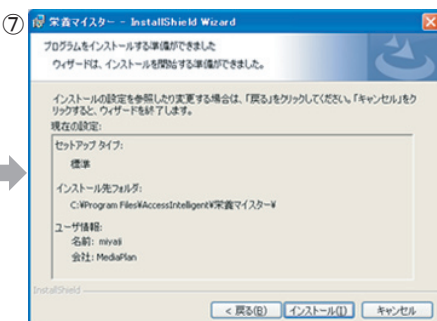 ⑦
栄養マイスター - InstallShield Wizard
プログラムをインストールする準備ができました
ウィザードは、インストールを開始する準備ができました。
インストールの設定を参照したり変更する場合は、「戻る」をクリックしてください。「キャンセル」をク
リックすると、ウィザードを終了します。
現在の設定:
セットアップ タイプ:
標準
インストール先フォルダ:
C:¥Program Files¥AccessIntelligent¥栄養マイスター¥
ユーザ情報:
名前: miyaji
会社: MediaPlan
InstallShield
< 戻る(B)
インストール(I)
キャンセル